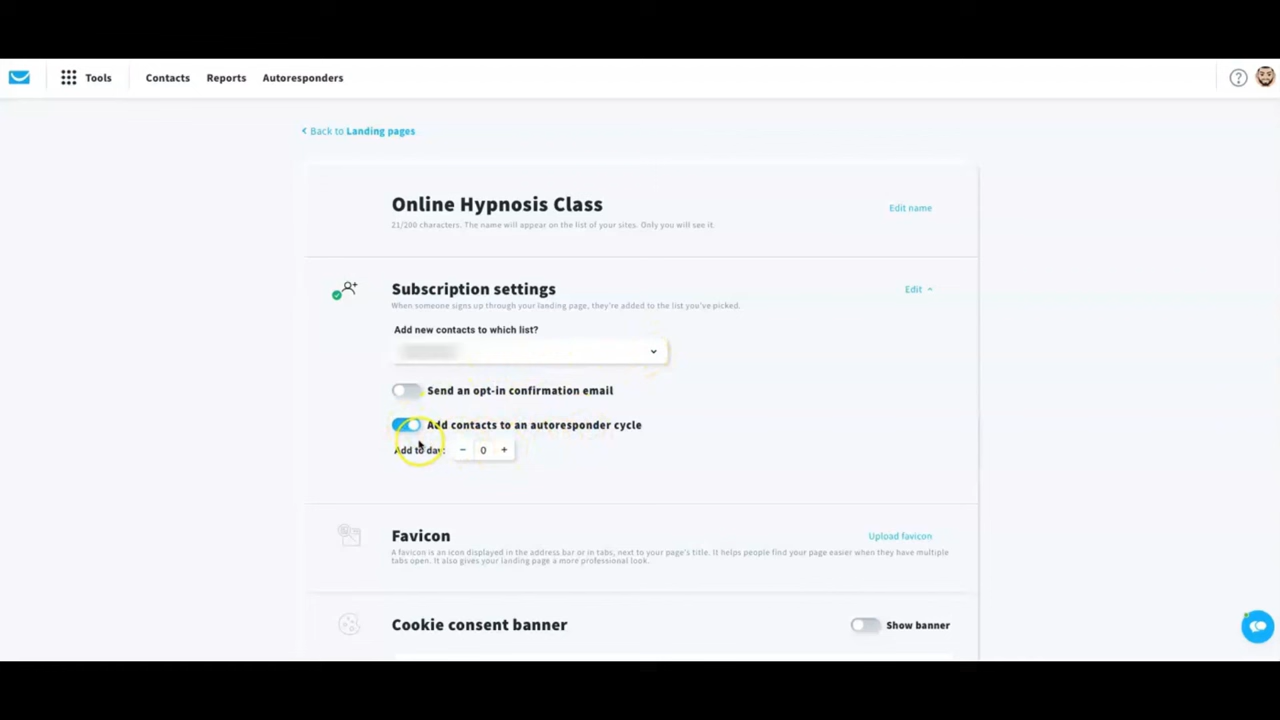 Tools Contacts Reports Autoresponders
Back to Landing pages
Online Hypnosis Class
Edit name
21/200 characters. The name will appear on the list of your sites. Only you will see it.
Subscription settings
Edit
When someone signs up through your landing page, they're added to the list you've picked.
Add new contacts to which list?
Send an opt-in confirmation email
Add contacts to an autoresponder cycle
Add to day: − 0 +
Favicon
Upload favicon
A favicon is an icon displayed in the address bar or in tabs, next to your page's title. It helps people find your page easier when they have multiple
tabs open. It also gives your landing page a more professional look.
Cookie consent banner
Show banner